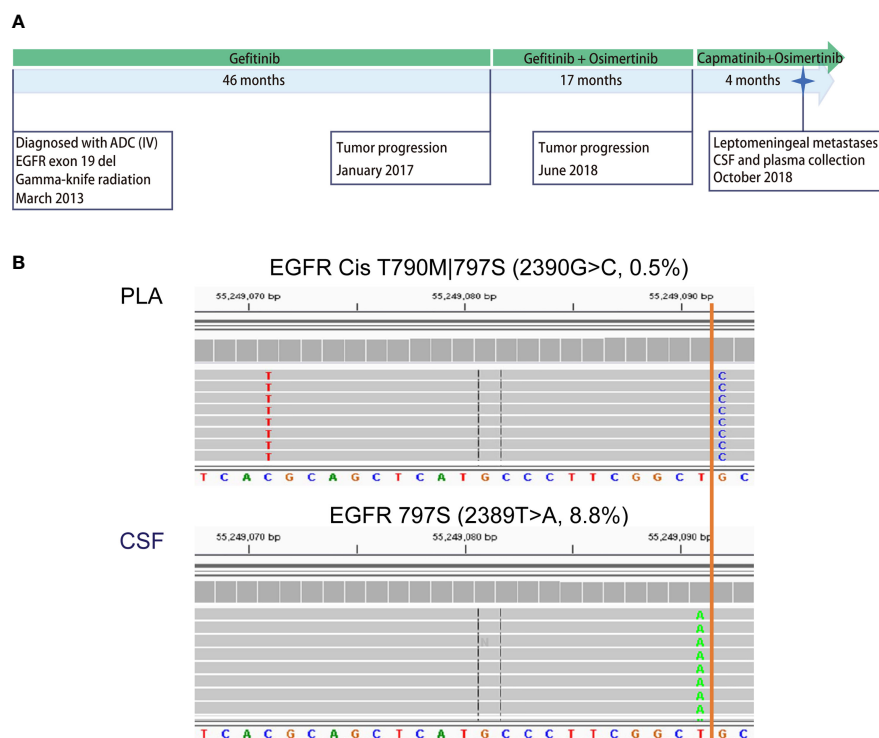 A
Gefitinib
Gefitinib + Osimertinib
Capmatinib+Osimertinib
46 months
17 months
4 months
Diagnosed with ADC (IV)
EGFR exon 19 del
Gamma-knife radiation
March 2013
Tumor progression
January 2017
Tumor progression
June 2018
Leptomeningeal metastases
CSF and plasma collection
October 2018
B
EGFR Cis T790M|797S (2390G>C, 0.5%)
PLA
55,249,070 bp 55,249,080 bp 55,249,090 bp
T C
T C
T C
T C
T C
T C
T C
T C
T C A C G C A G C T C A T G C C C T T C G G C T G C
EGFR 797S (2389T>A, 8.8%)
CSF
55,249,070 bp 55,249,080 bp 55,249,090 bp
A
A
N A
A
A
A
A
A
A
T C A C G C A G C T C A T G C C C T T C G G C T G C